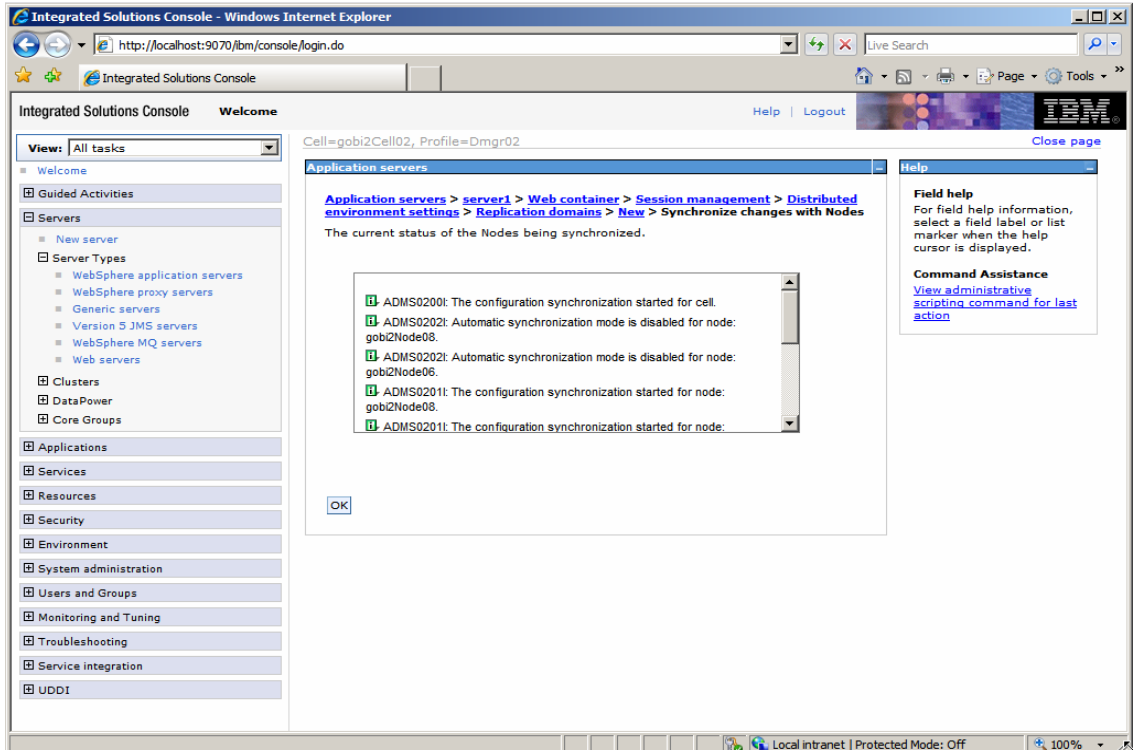 Integrated Solutions Console - Windows Internet Explorer
http://localhost:9070/ibm/console/login.do
Live Search
Integrated Solutions Console
Page
Tools
Integrated Solutions Console Welcome
Help | Logout
IBM®
View: All tasks
Welcome
Guided Activities
Servers
New server
Server Types
WebSphere application servers
WebSphere proxy servers
Generic servers
Version 5 JMS servers
WebSphere MQ servers
Web servers
Clusters
DataPower
Core Groups
Applications
Services
Resources
Security
Environment
System administration
Users and Groups
Monitoring and Tuning
Troubleshooting
Service integration
UDDI
Cell=gobi2Cell02, Profile=Dmgr02
Close page
Application servers
Application servers > server1 > Web container > Session management > Distributed
environment settings > Replication domains > New > Synchronize changes with Nodes
The current status of the Nodes being synchronized.
ADMS0200I: The configuration synchronization started for cell.
ADMS0202I: Automatic synchronization mode is disabled for node:
gobi2Node08.
ADMS0202I: Automatic synchronization mode is disabled for node:
gobi2Node06.
ADMS0201I: The configuration synchronization started for node:
gobi2Node08.
ADMS0201I: The configuration synchronization started for node:
OK
Help
Field help
For field help information,
select a field label or list
marker when the help
cursor is displayed.
Command Assistance
View administrative
scripting command for last
action
Local intranet | Protected Mode: Off
100%